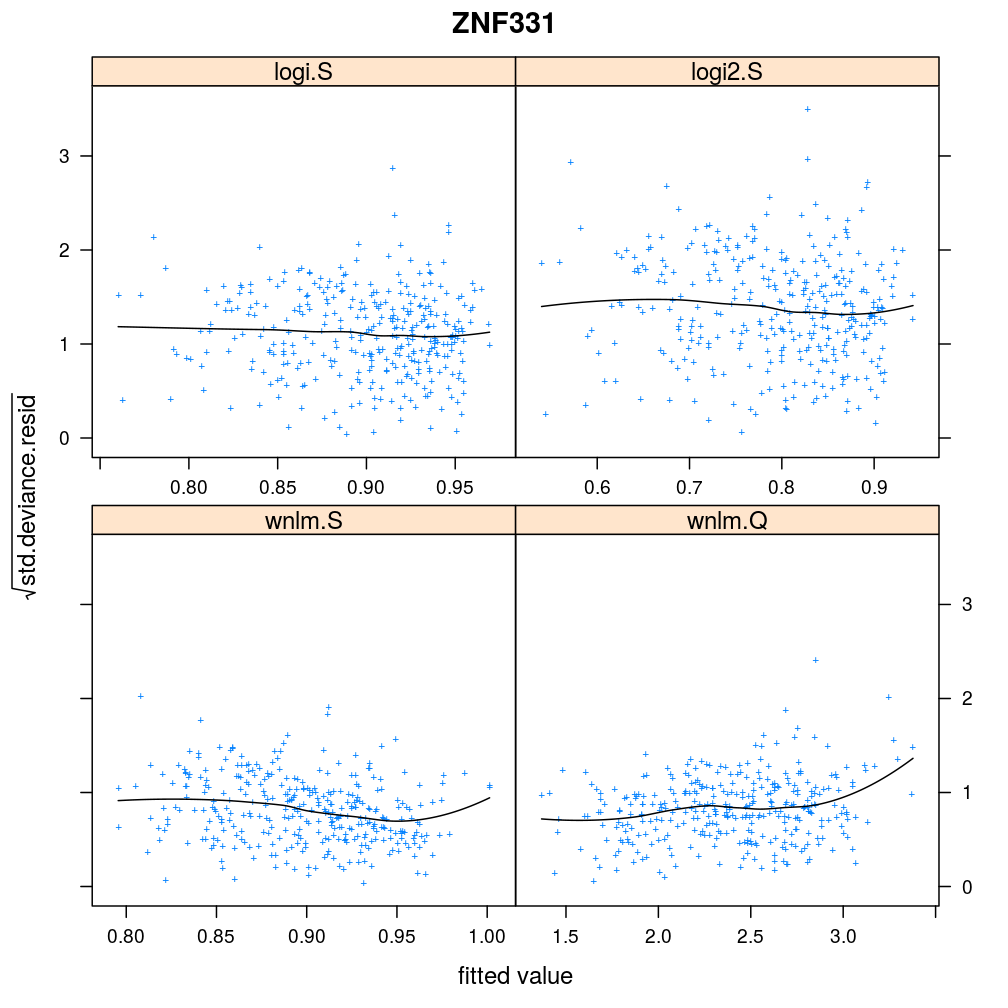 ZNF331
logi.S
logi2.S
3
2
1
0
0.80 0.85 0.90 0.95
0.6 0.7 0.8 0.9
√std.deviance.resid
wnlm.S
wnlm.Q
3
2
1
0
0.80 0.85 0.90 0.95 1.00
1.5 2.0 2.5 3.0
fitted value